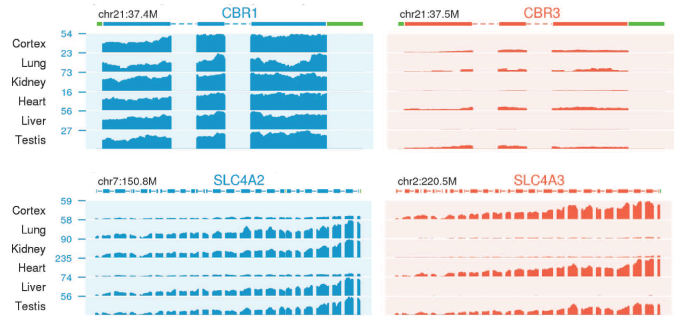 chr21:37.4M CBR1 chr21:37.5M CBR3
54
Cortex
23
Lung
73
Kidney
16
Heart
56
Liver
27
Testis
chr7:150.8M SLC4A2 chr2:220.5M SLC4A3
59
Cortex
58
Lung
90
Kidney
235
Heart
74
Liver
56
Testis